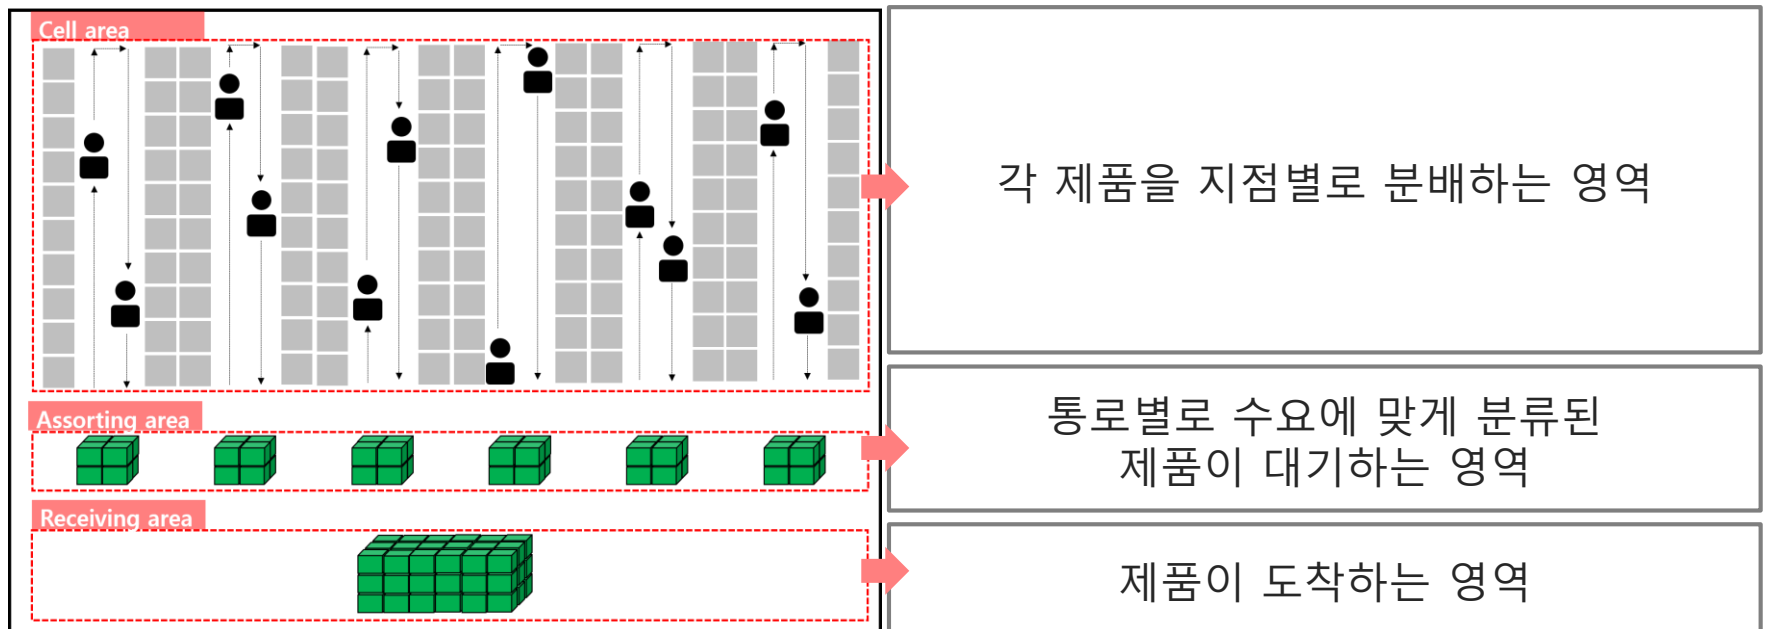 Cell area
각 제품을 지점별로 분배하는 영역
Assorting area
통로별로 수요에 맞게 분류된
제품이 대기하는 영역
Receiving area
제품이 도착하는 영역